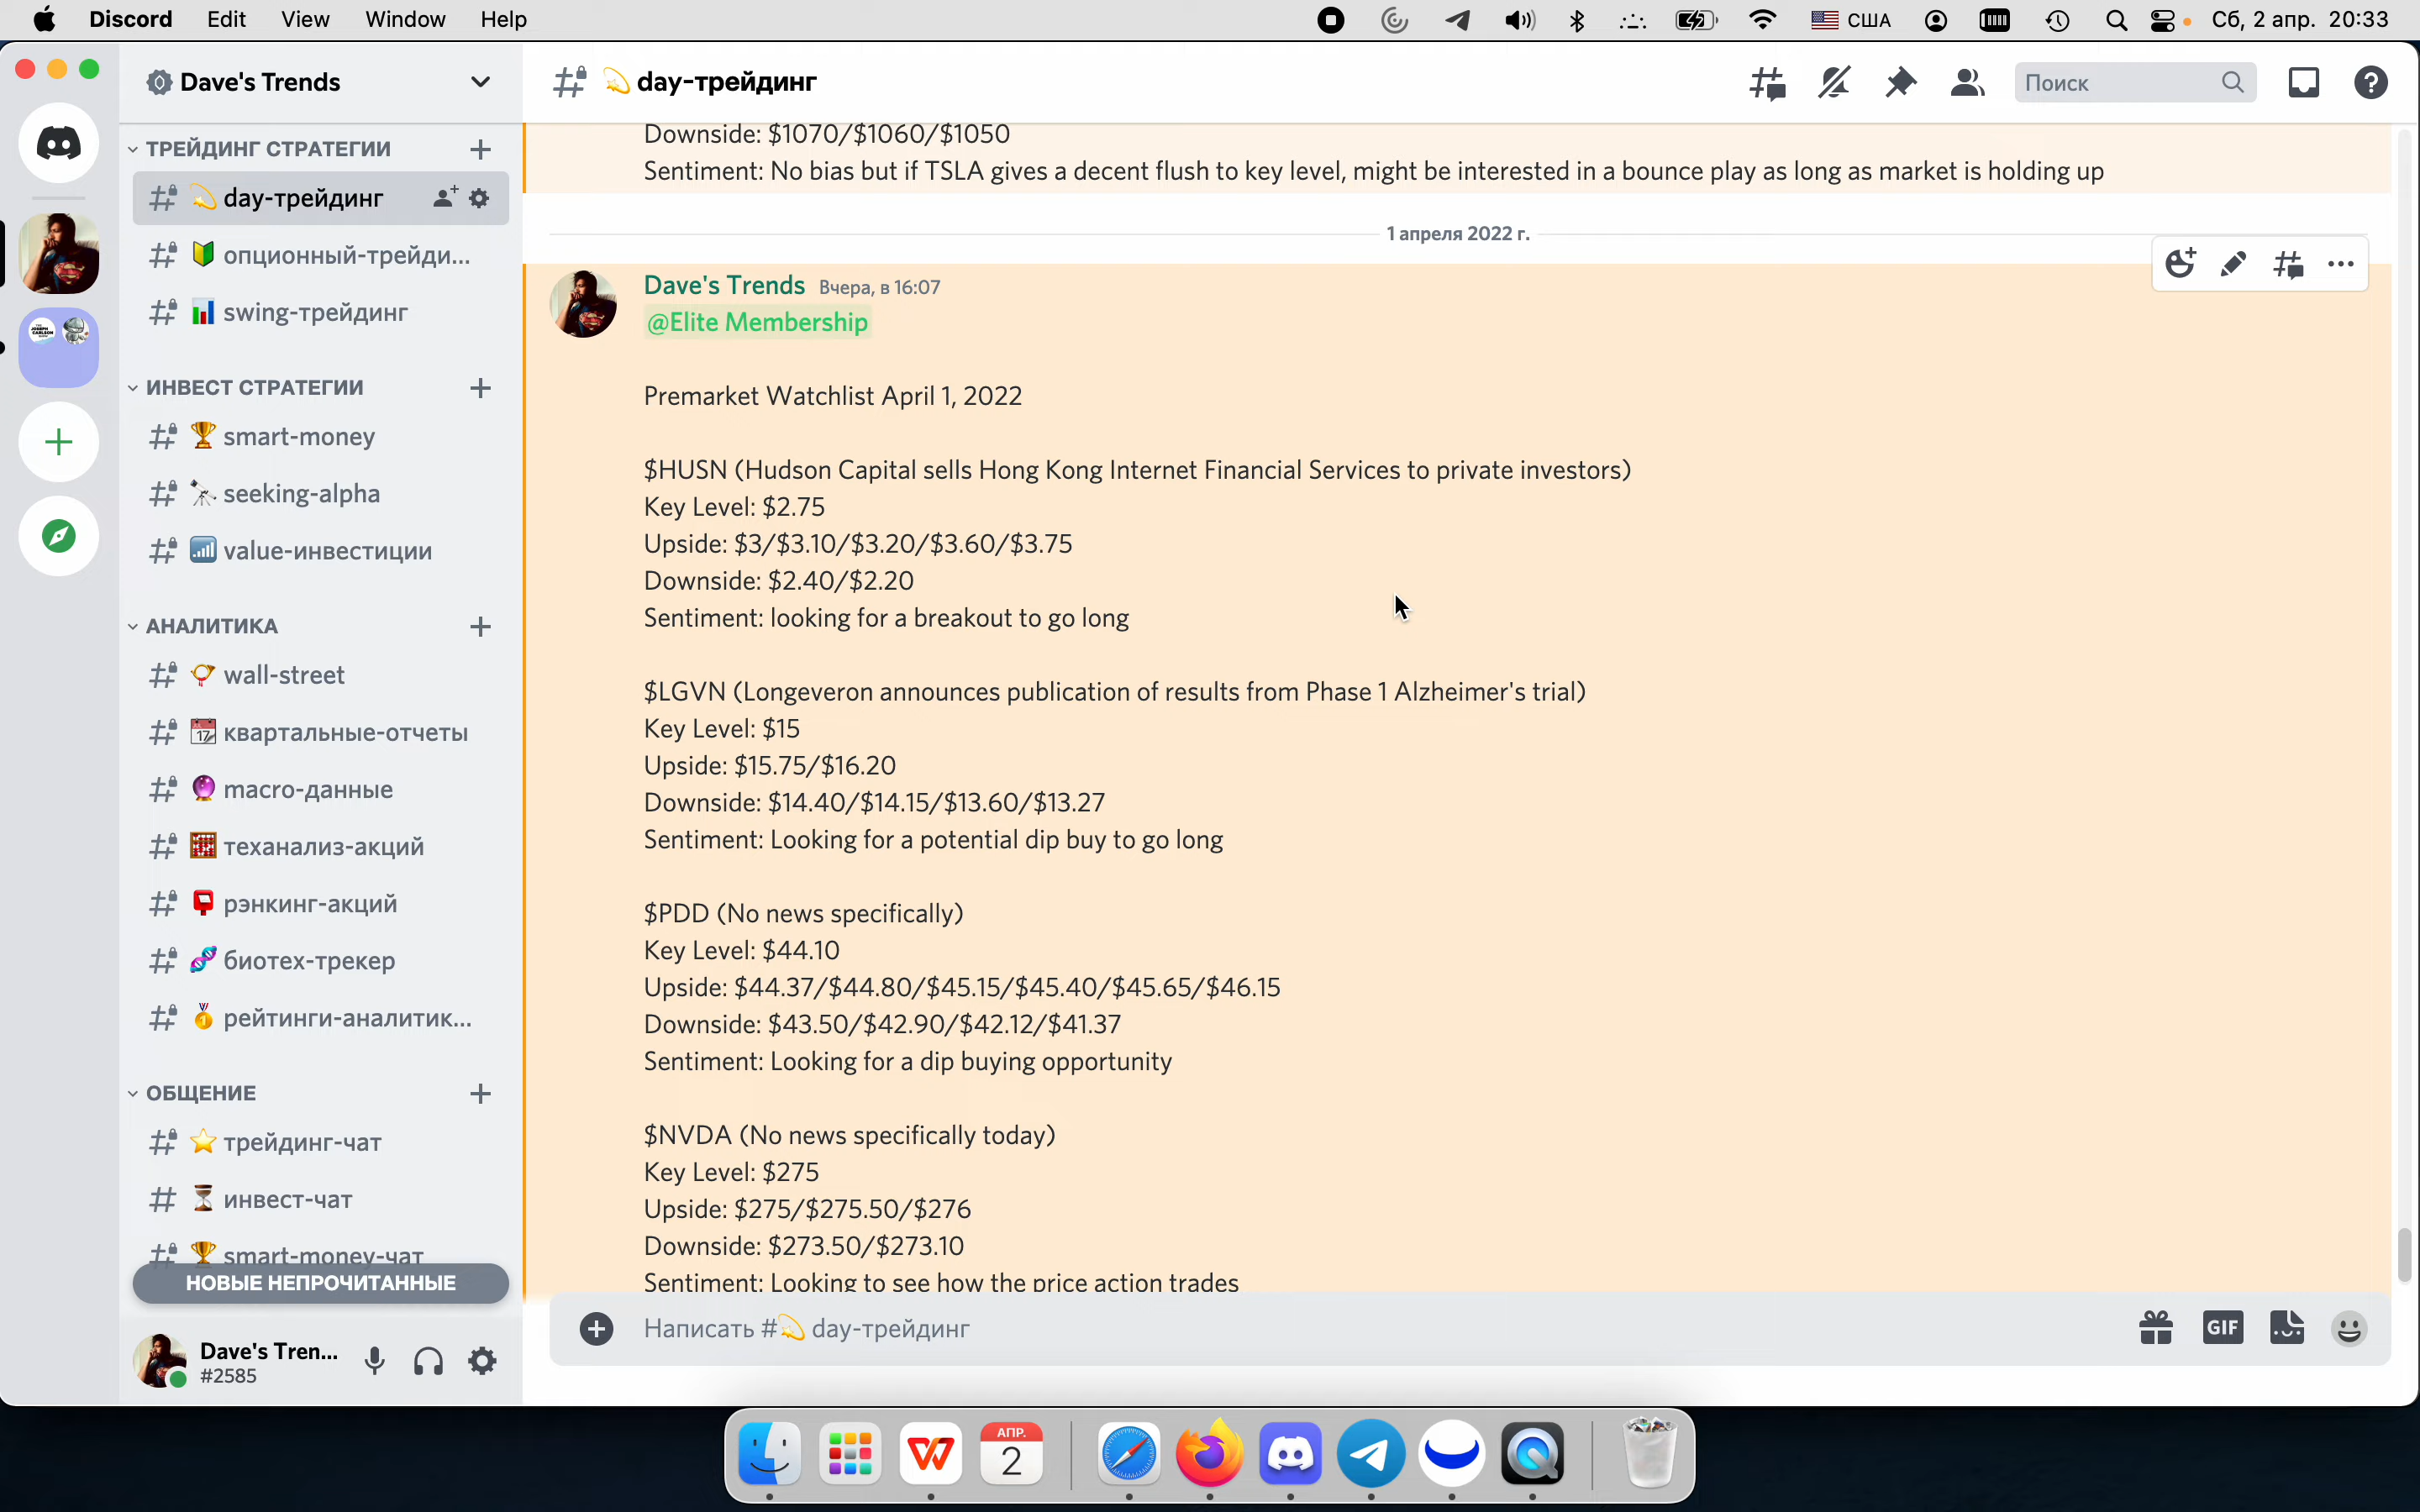 Discord Edit View Window Help
США Сб, 2 апр. 20:33
Dave's Trends
ТРЕЙДИНГ СТРАТЕГИИ
day-трейдинг
опционный-трейди...
swing-трейдинг
ИНВЕСТ СТРАТЕГИИ
smart-money
seeking-alpha
value-инвестиции
АНАЛИТИКА
wall-street
квартальные-отчеты
macro-данные
теханализ-акций
рэнкинг-акций
биотех-трекер
рейтинги-аналитик...
ОБЩЕНИЕ
трейдинг-чат
инвест-чат
smart-money-чат
НОВЫЕ НЕПРОЧИТАННЫЕ
Dave's Tren...
#2585
day-трейдинг
Поиск
Downside: $1070/$1060/$1050
Sentiment: No bias but if TSLA gives a decent flush to key level, might be interested in a bounce play as long as market is holding up
1 апреля 2022 г.
Dave's Trends Вчера, в 16:07
@Elite Membership
Premarket Watchlist April 1, 2022
$HUSN (Hudson Capital sells Hong Kong Internet Financial Services to private investors)
Key Level: $2.75
Upside: $3/$3.10/$3.20/$3.60/$3.75
Downside: $2.40/$2.20
Sentiment: looking for a breakout to go long
$LGVN (Longeveron announces publication of results from Phase 1 Alzheimer's trial)
Key Level: $15
Upside: $15.75/$16.20
Downside: $14.40/$14.15/$13.60/$13.27
Sentiment: Looking for a potential dip buy to go long
$PDD (No news specifically)
Key Level: $44.10
Upside: $44.37/$44.80/$45.15/$45.40/$45.65/$46.15
Downside: $43.50/$42.90/$42.12/$41.37
Sentiment: Looking for a dip buying opportunity
$NVDA (No news specifically today)
Key Level: $275
Upside: $275/$275.50/$276
Downside: $273.50/$273.10
Sentiment: Looking to see how the price action trades
Написать #💫 day-трейдинг
GIF
АПР.
2